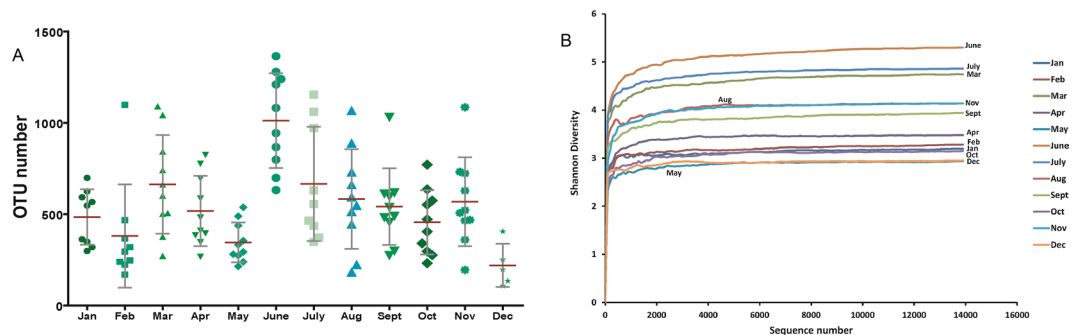 A
OTU number
1500
1000
500
0
Jan Feb Mar Apr May June July Aug Sept Oct Nov Dec
B
Shannon Diversity
6
5
4
3
2
1
0
0 2000 4000 6000 8000 10000 12000 14000 16000
Sequence number
June
July
Mar
Aug
Nov
Sept
Apr
Feb
Jan
Oct
Dec
May
Jan
Feb
Mar
Apr
May
June
July
Aug
Sept
Oct
Nov
Dec